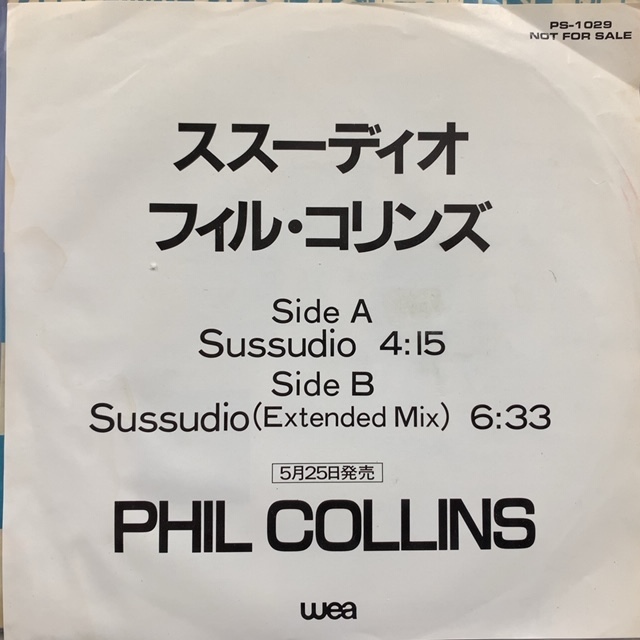 PS-1029
NOT FOR SALE
ススーディオ
フィル・コリンズ
Side A
Sussudio 4:15
Side B
Sussudio (Extended Mix) 6:33
5月25日発売
PHIL COLLINS
wea